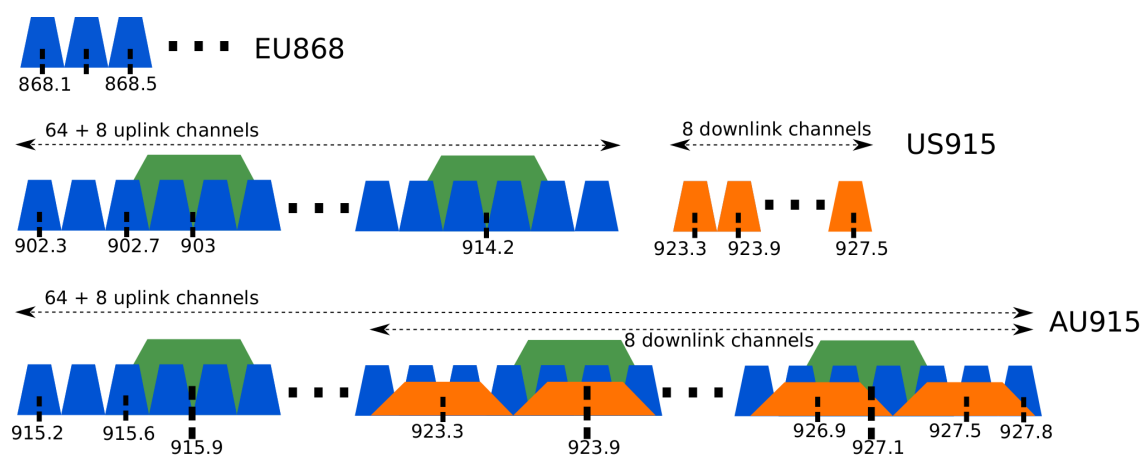 EU868
868.1 868.5
64 + 8 uplink channels
8 downlink channels
US915
902.3 902.7 903 914.2 923.3 923.9 927.5
64 + 8 uplink channels
AU915
8 downlink channels
915.2 915.6 915.9 923.3 923.9 926.9 927.1 927.5 927.8